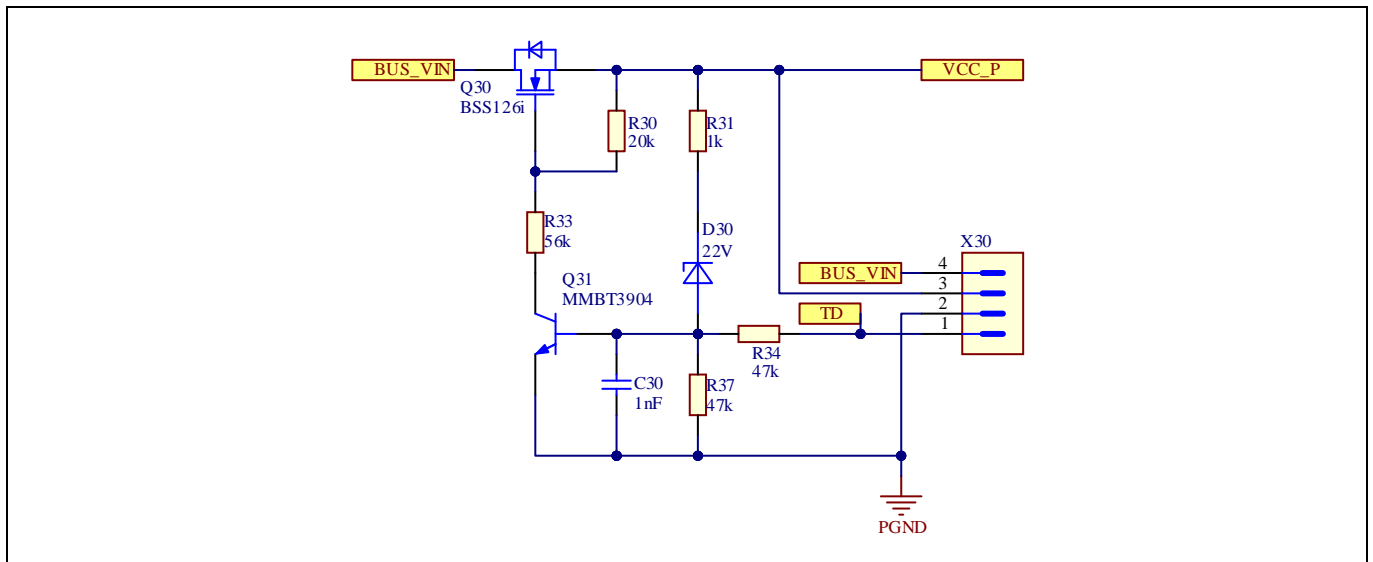 BUS_VIN
VCC_P
Q30
BSS126i
R30
20k
R31
1k
R33
56k
D30
22V
X30
BUS_VIN
4
3
TD
2
1
Q31
MMBT3904
R34
47k
C30
1nF
R37
47k
PGND